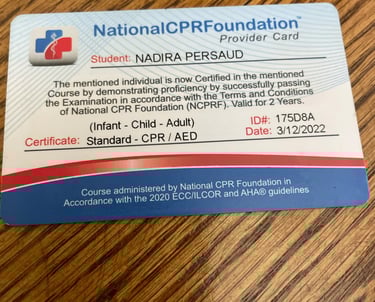 NationalCPRFoundation™
Provider Card
Student: NADIRA PERSAUD
The mentioned individual is now Certified in the mentioned
Course by demonstrating proficiency by successfully passing
the Examination in accordance with the Terms and Conditions
of National CPR Foundation (NCPRF). Valid for 2 Years.
(Infant - Child - Adult) ID#: 175D8A
Certificate: Standard - CPR / AED Date: 3/12/2022
Course administered by National CPR Foundation in
Accordance with the 2020 ECC/ILCOR and AHA® guidelines